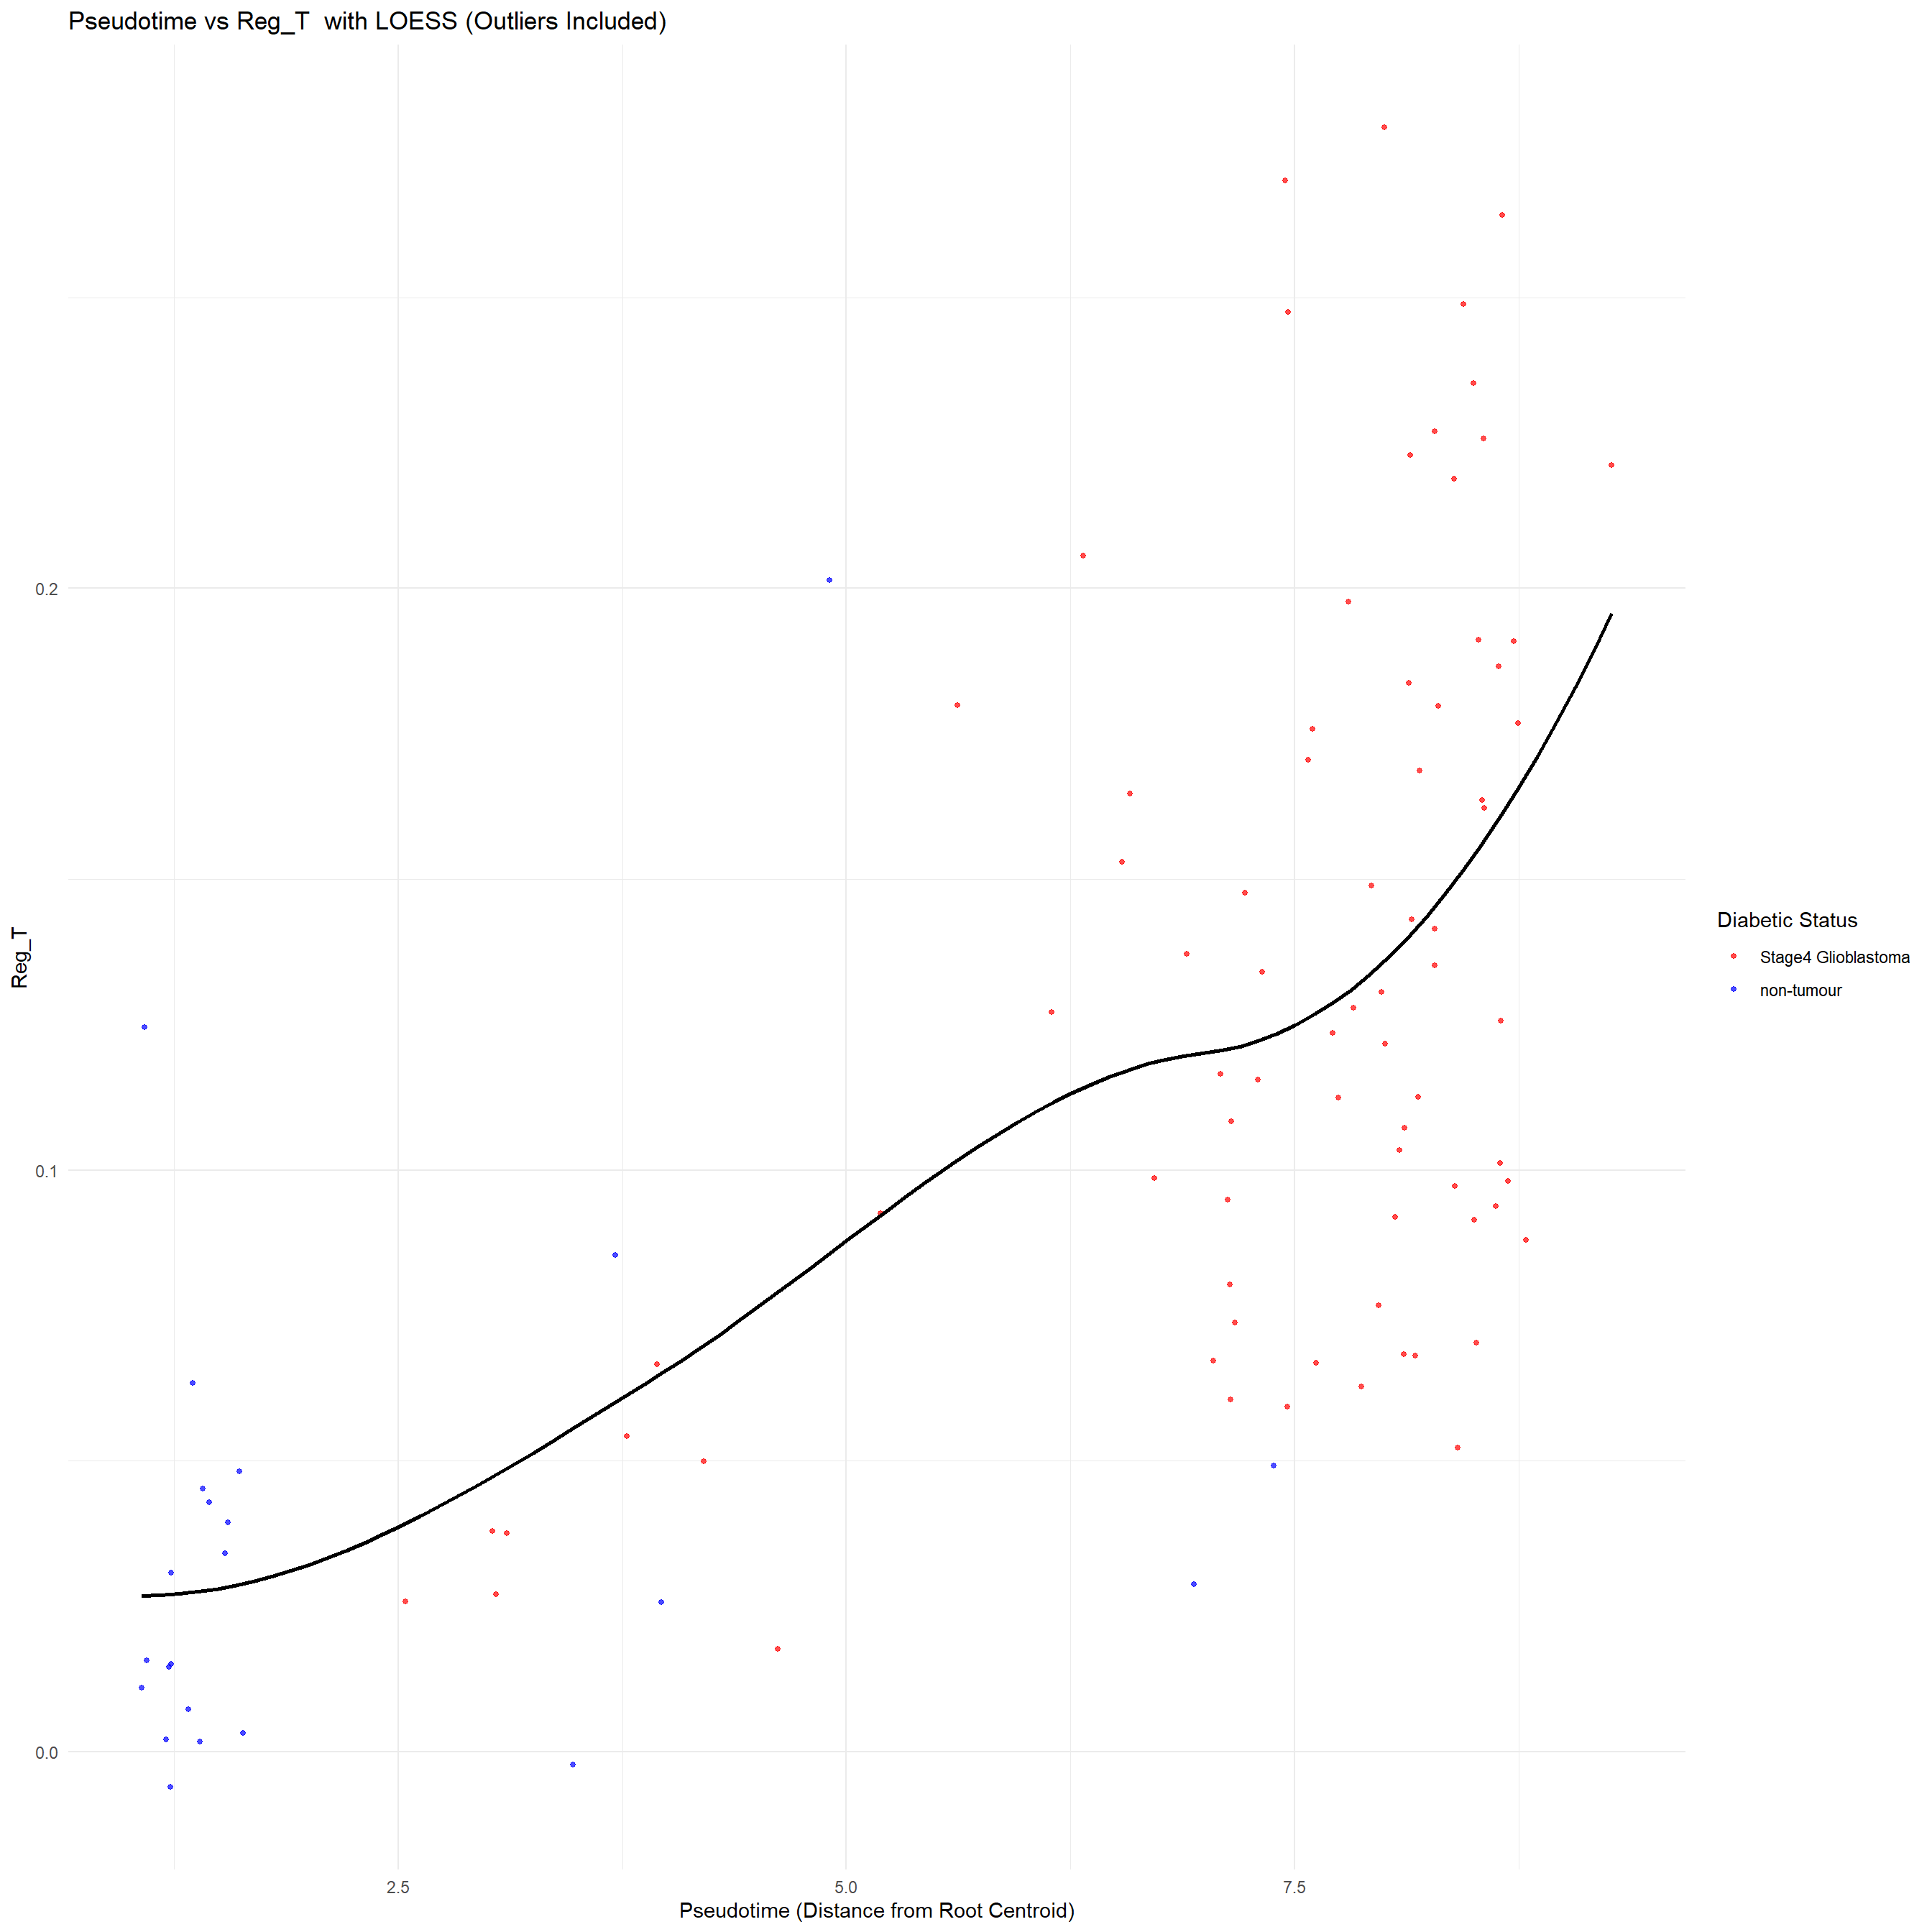 Pseudotime vs Reg_T  with LOESS (Outliers Included)
0.2
0.1
0.0
Reg_T
2.5
5.0
7.5
Pseudotime (Distance from Root Centroid)
Diabetic Status
Stage4 Glioblastoma
non-tumour